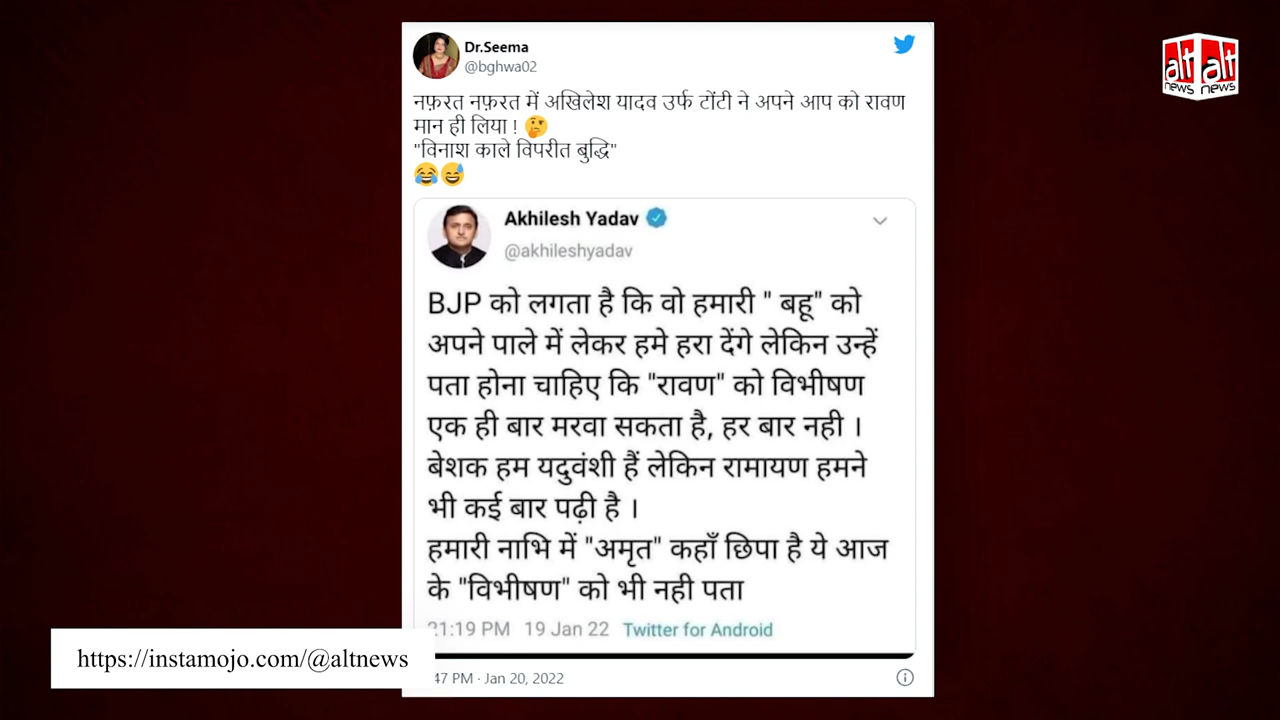 Dr.Seema
@bghwa02
नफ़रत नफ़रत में अखिलेश यादव उर्फ टोंटी ने अपने आप को रावण
मान ही लिया ! 🤔
"विनाश काले विपरीत बुद्धि"
😂😅
Akhilesh Yadav
@akhileshyadav
BJP को लगता है कि वो हमारी " बहू" को
अपने पाले में लेकर हमे हरा देंगे लेकिन उन्हें
पता होना चाहिए कि "रावण" को विभीषण
एक ही बार मरवा सकता है, हर बार नही ।
बेशक हम यदुवंशी हैं लेकिन रामायण हमने
भी कई बार पढ़ी है ।
हमारी नाभि में "अमृत" कहाँ छिपा है ये आज
के "विभीषण" को भी नही पता
21:19 PM 19 Jan 22 Twitter for Android
47 PM · Jan 20, 2022
https://instamojo.com/@altnews
alt alt
news news